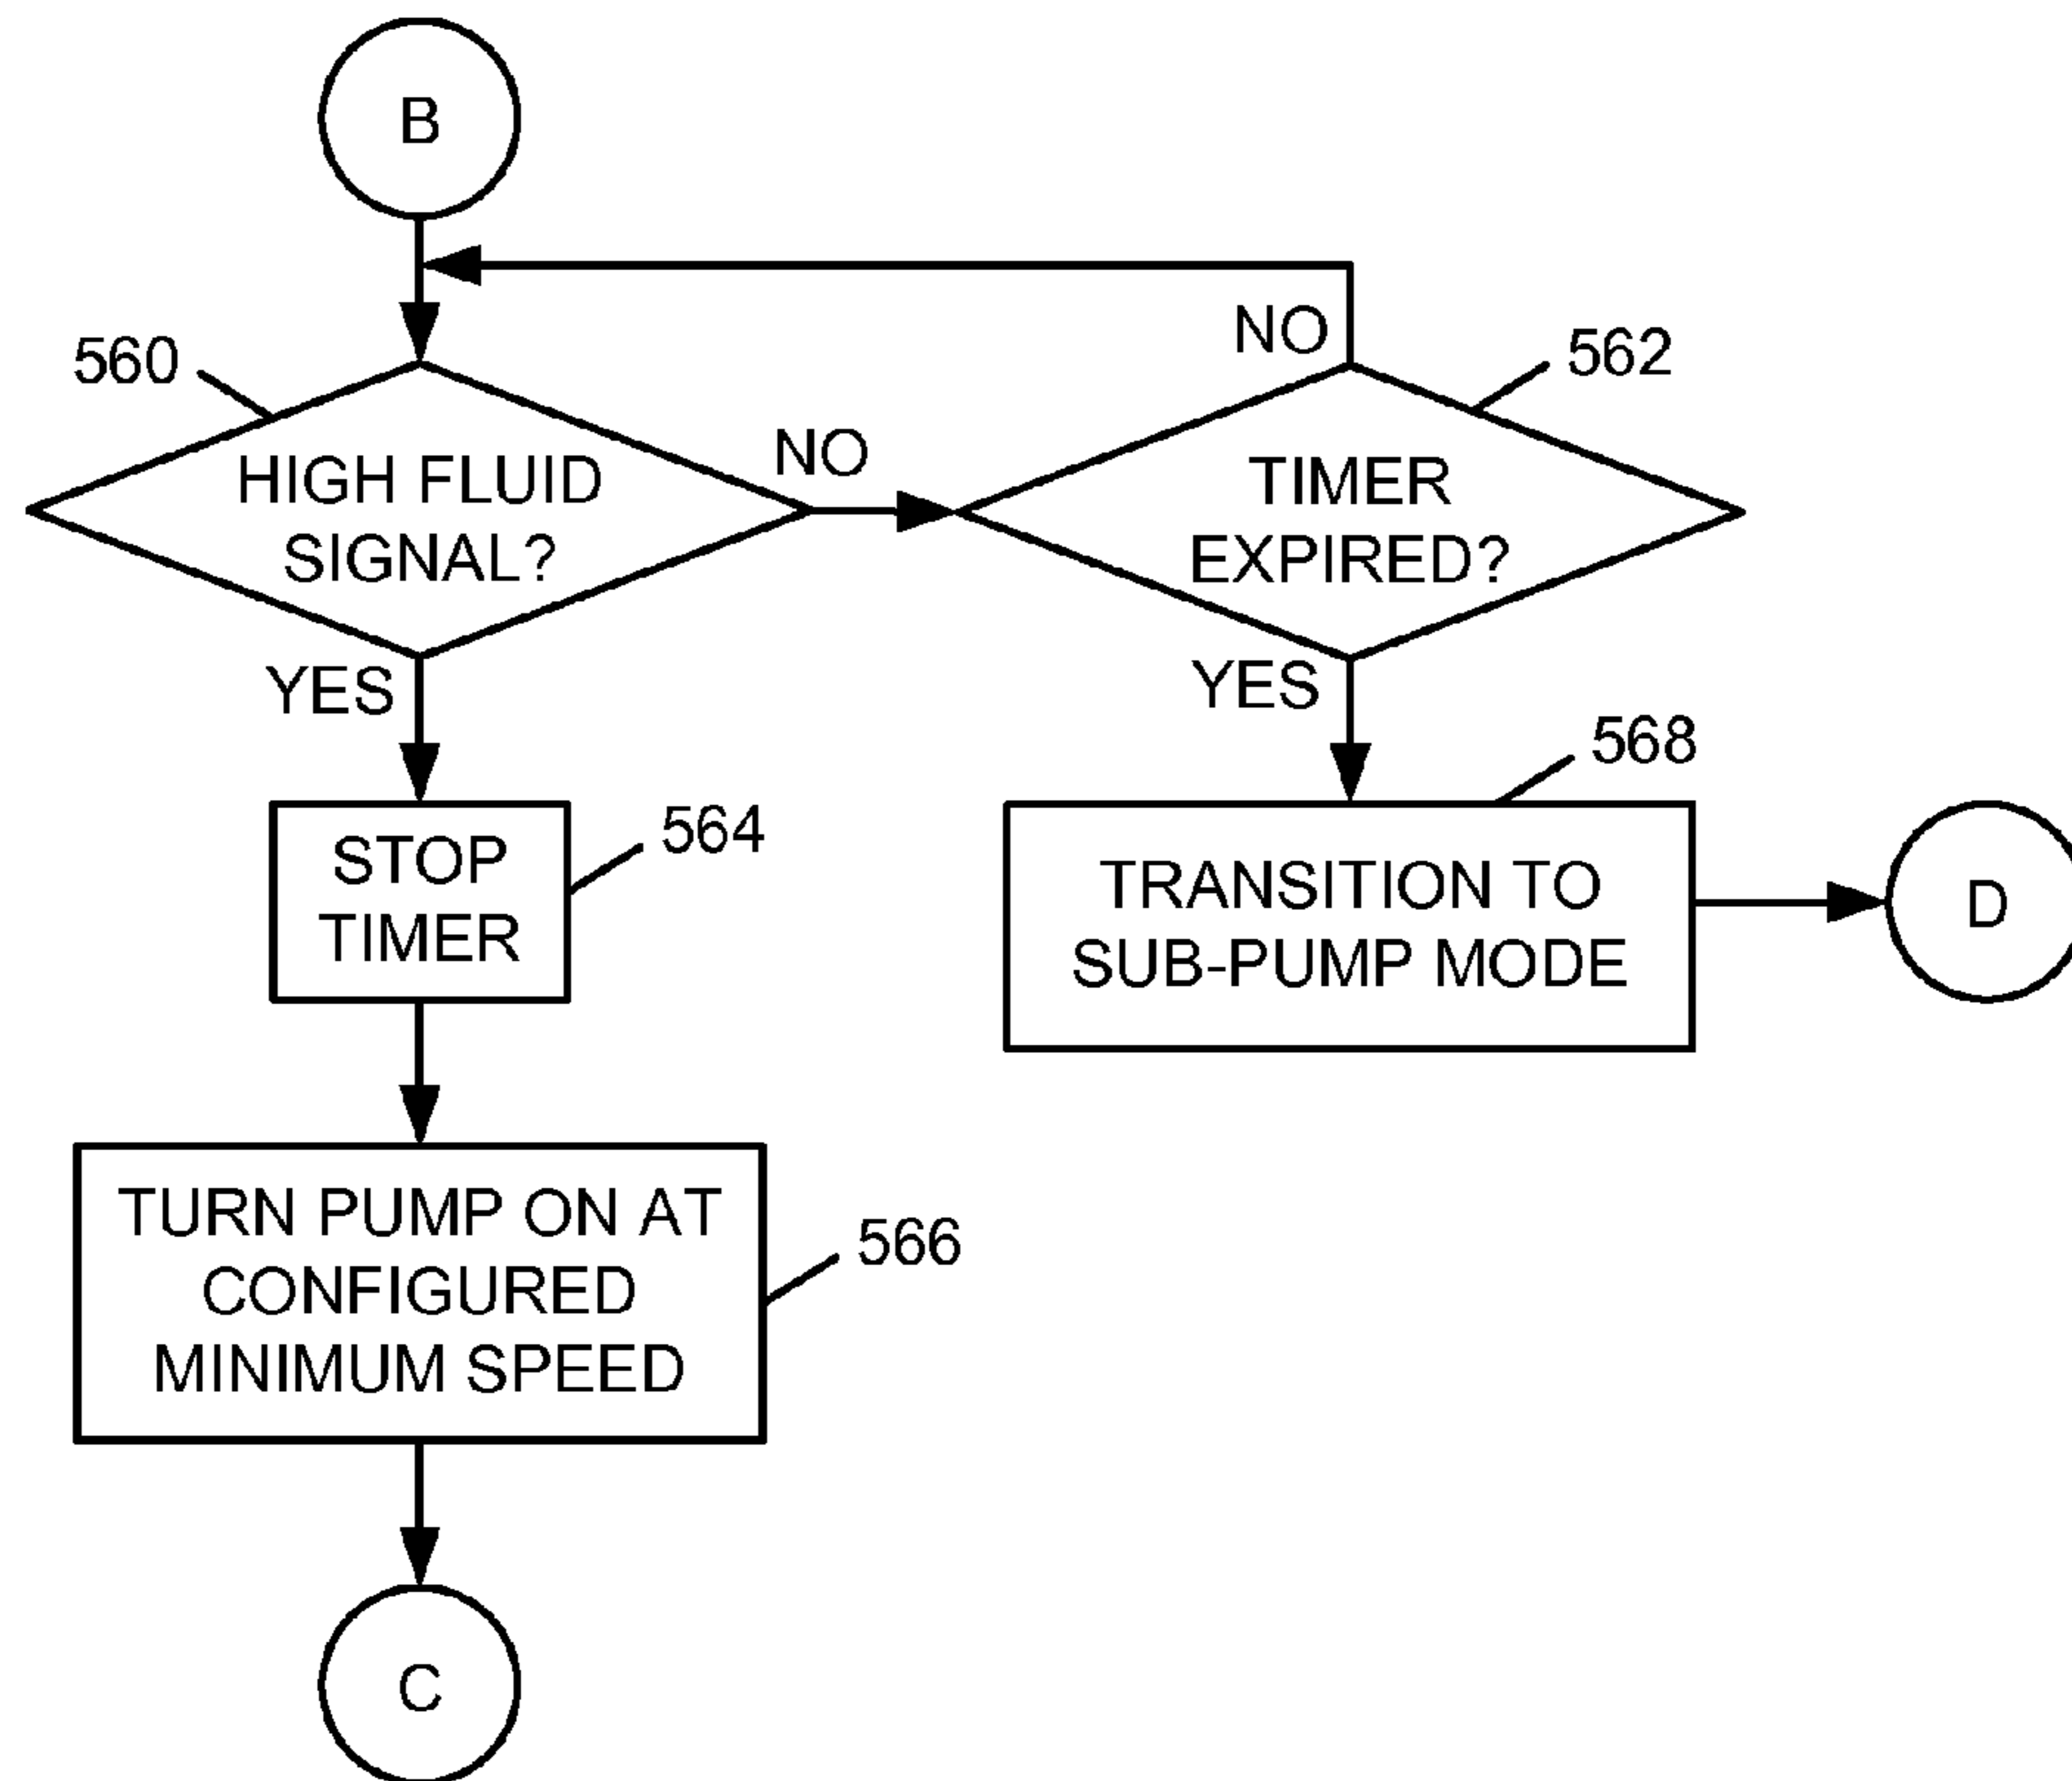 B
NO
560
562
HIGH FLUID
SIGNAL?
NO
TIMER
EXPIRED?
YES
YES
568
STOP
TIMER
564
TRANSITION TO
SUB-PUMP MODE
D
TURN PUMP ON AT
CONFIGURED
MINIMUM SPEED
566
C